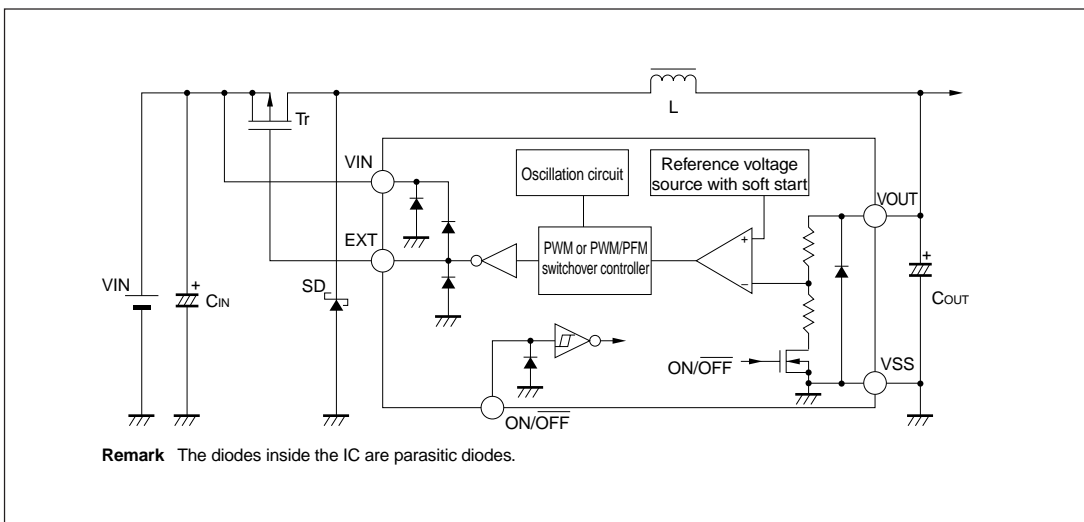 L
Tr
VIN
Oscillation circuit
Reference voltage
source with soft start
VOUT
EXT
PWM or PWM/PFM
switchover controller
+
−
VIN
+
CIN
SD
+
COUT
ON/OFF
VSS
ON/OFF
Remark The diodes inside the IC are parasitic diodes.